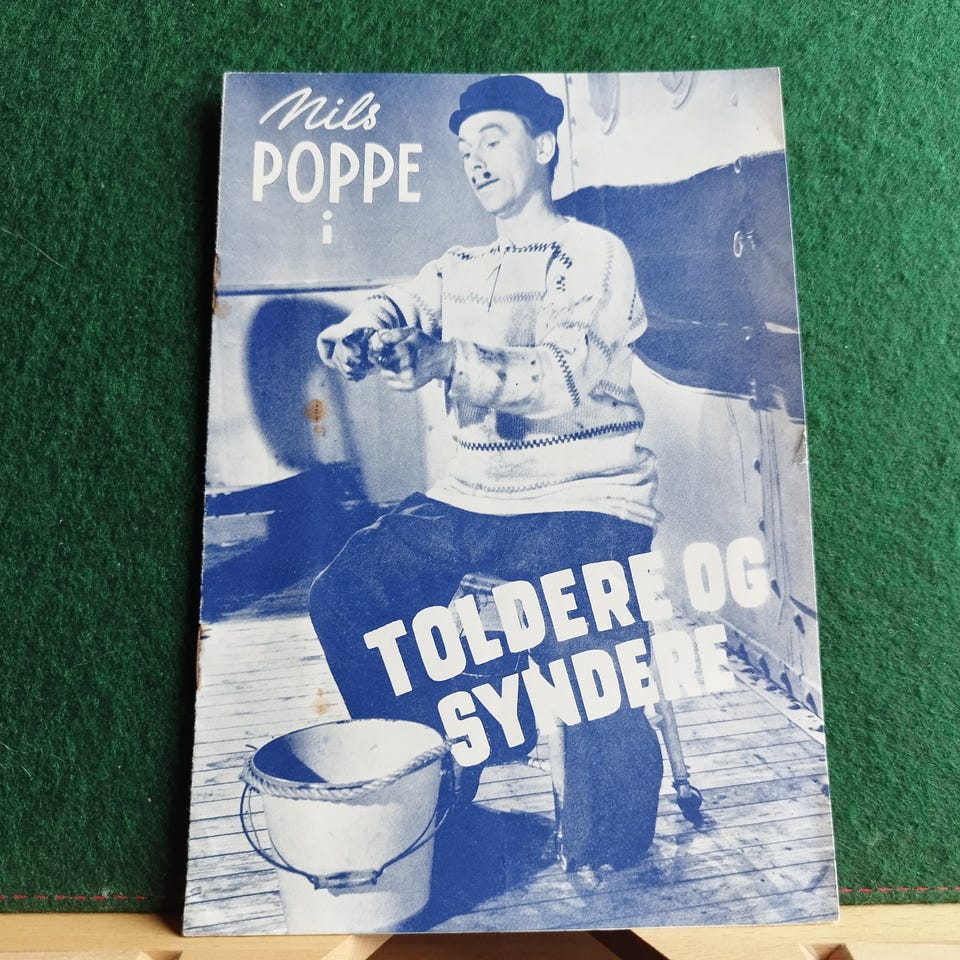 Nils
POPPE
i
TOLDERE OG
SYNDERE